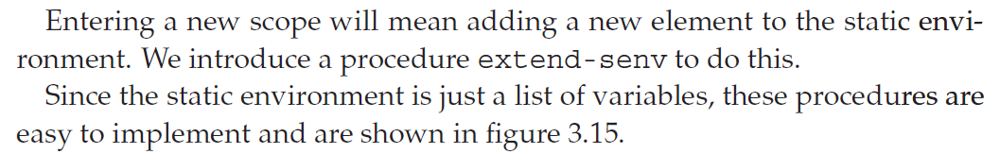 Entering a new scope will mean adding a new element to the static envi-
ronment. We introduce a procedure extend-senv to do this.
Since the static environment is just a list of variables, these procedures are
easy to implement and are shown in figure 3.15.